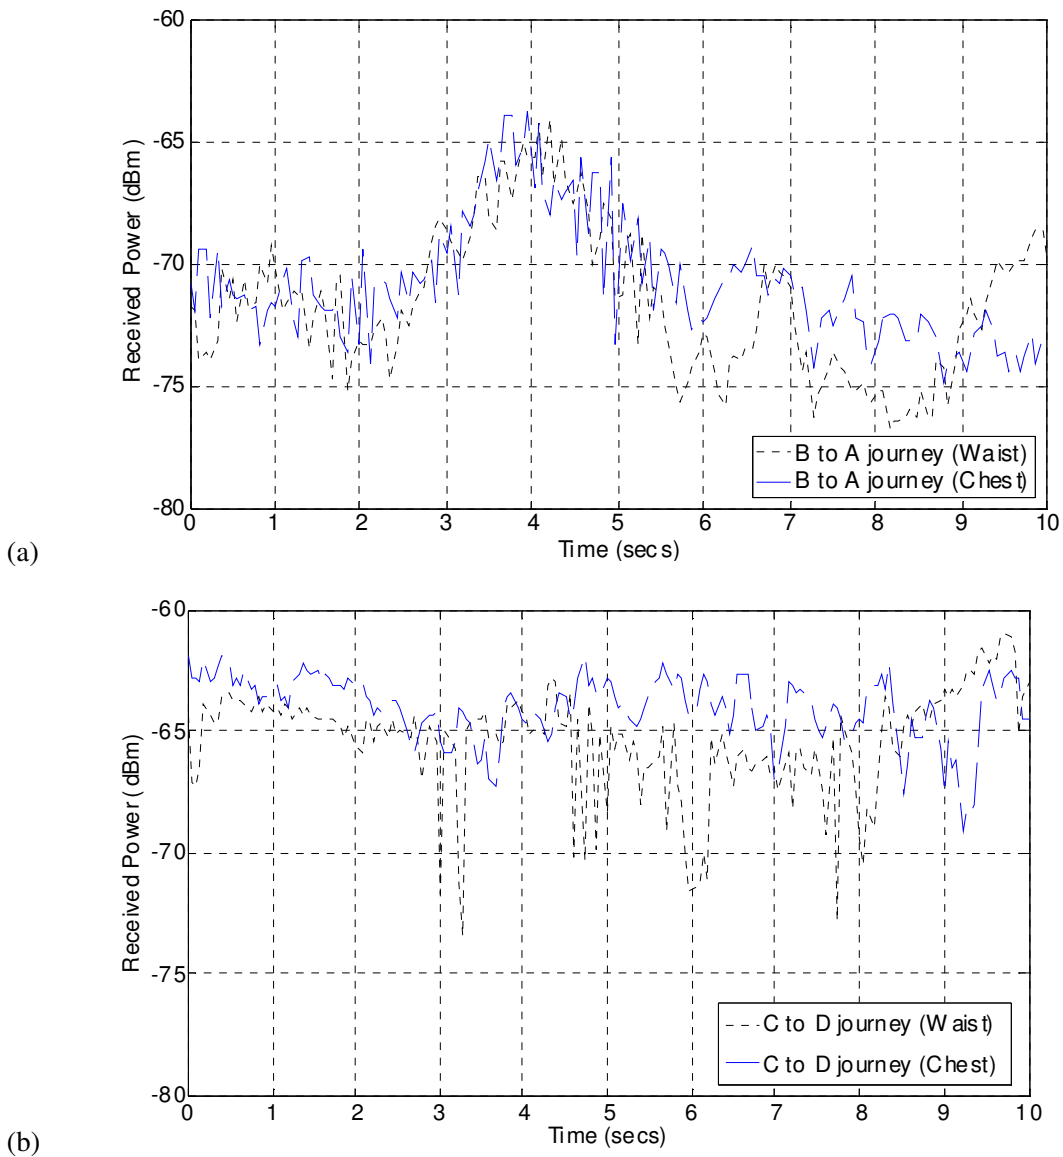 -60
-65
-70
-75
-80
Received Power (dBm)
0 1 2 3 4 5 6 7 8 9 10
Time (secs)
B to A journey (Waist)
B to A journey (Chest)
(a)
-60
-65
-70
-75
-80
Received Power (dBm)
0 1 2 3 4 5 6 7 8 9 10
Time (secs)
C to D journey (Waist)
C to D journey (Chest)
(b)